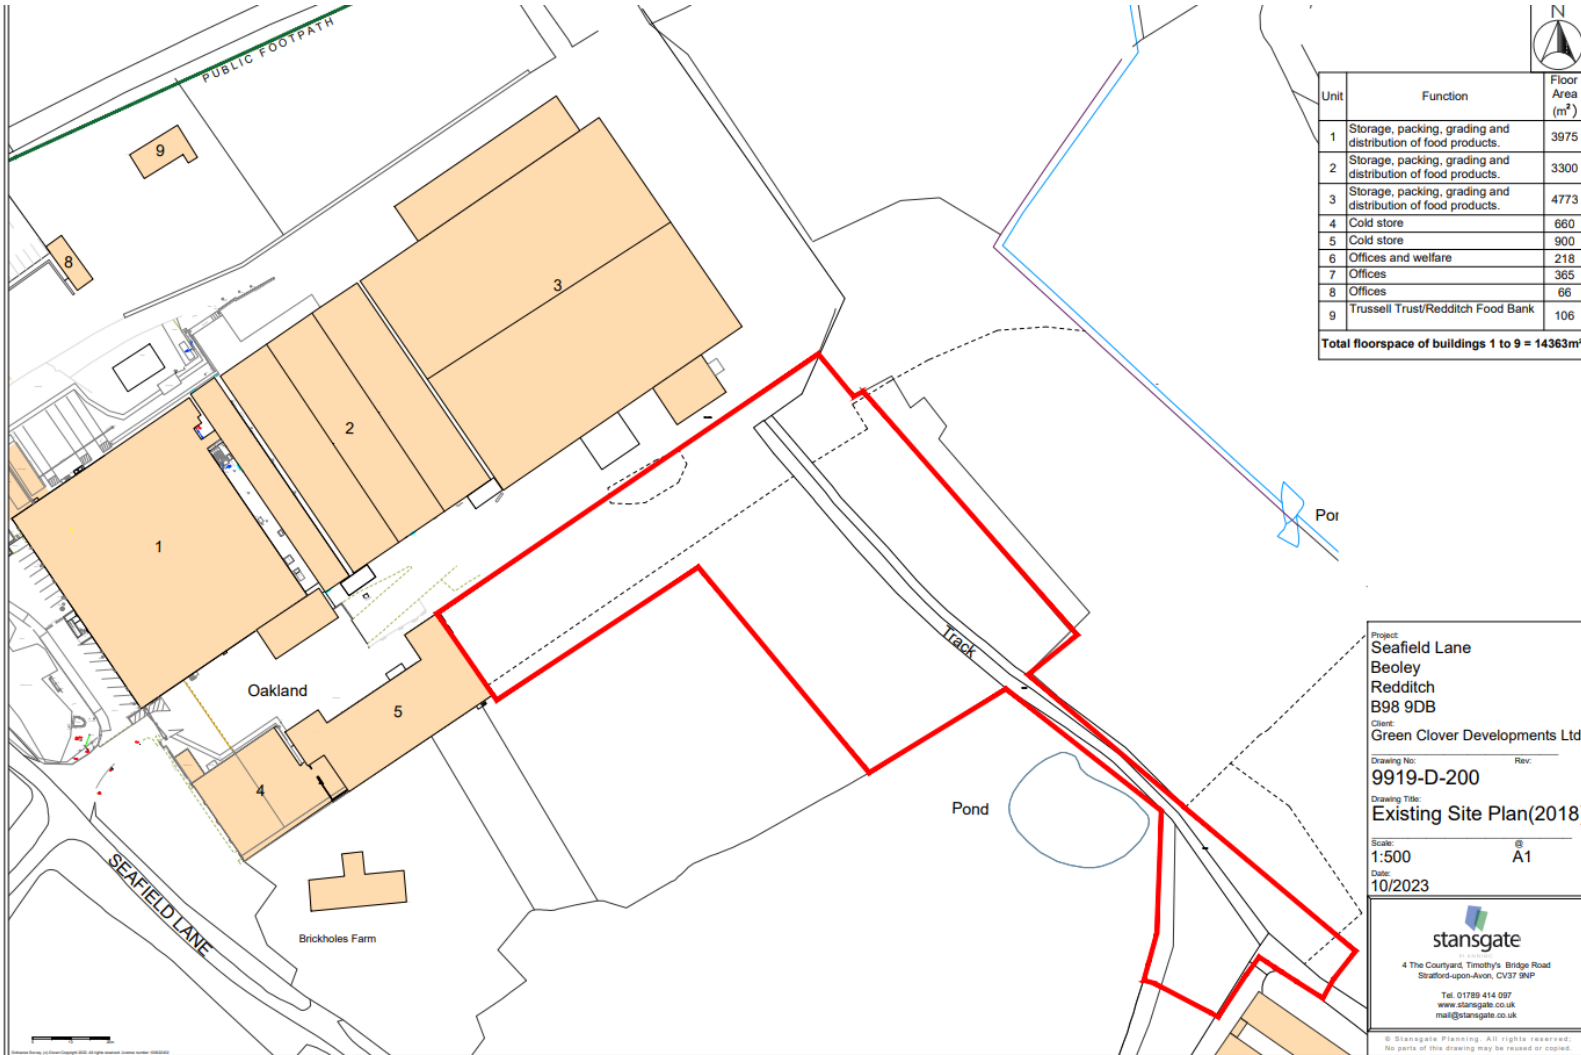 PUBLIC FOOTPATH
N
Unit Function Floor Area (m²)
1 Storage, packing, grading and distribution of food products. 3975
2 Storage, packing, grading and distribution of food products. 3300
3 Storage, packing, grading and distribution of food products. 4773
4 Cold store 660
5 Cold store 900
6 Offices and welfare 218
7 Offices 365
8 Offices 66
9 Trussell Trust/Redditch Food Bank 106
Total floorspace of buildings 1 to 9 = 14363m²
9
8
3
2
1
Por
Track
Oakland
5
4
Pond
SEAFIELD LANE
Brickholes Farm
Project:
Seafield Lane
Beoley
Redditch
B98 9DB
Client:
Green Clover Developments Ltd
Drawing No: Rev:
9919-D-200
Drawing Title:
Existing Site Plan(2018)
Scale: @
1:500 A1
Date:
10/2023
stansgate
PLANNING
4 The Courtyard, Timothy's Bridge Road
Stratford-upon-Avon, CV37 9NP
Tel. 01789 414 097
www.stansgate.co.uk
mail@stansgate.co.uk
© Stansgate Planning. All rights reserved.
No parts of this drawing may be reused or copied.